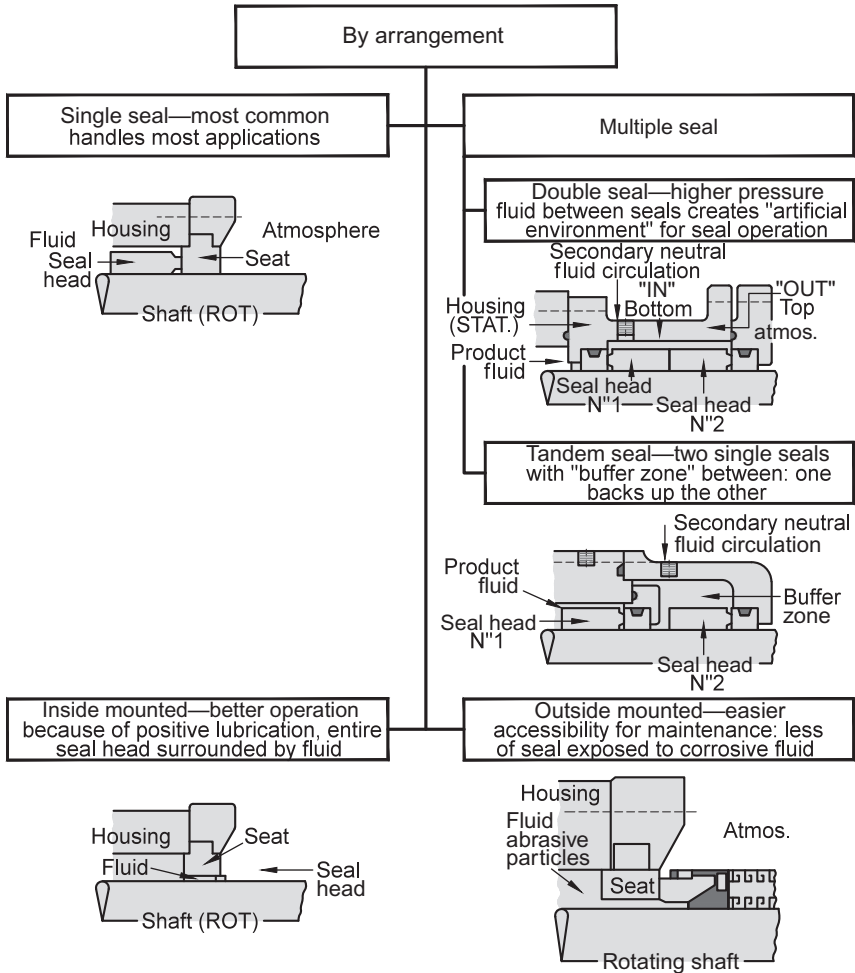 By arrangement
Single seal—most common
handles most applications
Multiple seal
Housing
Atmosphere
Fluid
Seal
head
Seat
Shaft (ROT)
Double seal—higher pressure
fluid between seals creates "artificial
environment" for seal operation
Secondary neutral
fluid circulation
"IN"
Bottom
"OUT"
Top
Housing
(STAT.)
atmos.
Product
fluid
Seal head
N"1
Seal head
N"2
Tandem seal—two single seals
with "buffer zone" between: one
backs up the other
Secondary neutral
fluid circulation
Product
fluid
Buffer
zone
Seal head
N"1
Seal head
N"2
Inside mounted—better operation
because of positive lubrication, entire
seal head surrounded by fluid
Outside mounted—easier
accessibility for maintenance: less
of seal exposed to corrosive fluid
Housing
Seat
Fluid
Seal
head
Shaft (ROT)
Housing
Fluid
abrasive
particles
Atmos.
Seat
Rotating shaft